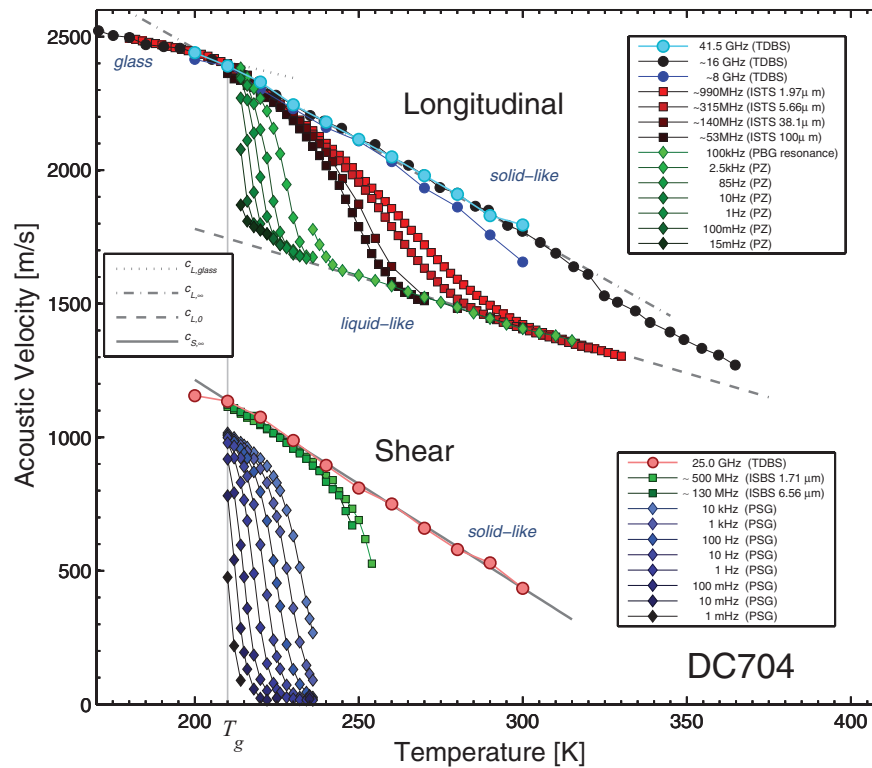 2500
2000
1500
1000
500
0
Acoustic Velocity [m/s]
glass
Longitudinal
solid−like
liquid−like
41.5 GHz (TDBS)
~16 GHz (TDBS)
~8 GHz (TDBS)
~990MHz (ISTS 1.97μ m)
~315MHz (ISTS 5.66μ m)
~140MHz (ISTS 38.1μ m)
~53MHz (ISTS 100μ m)
100kHz (PBG resonance)
2.5kHz (PZ)
85Hz (PZ)
10Hz (PZ)
1Hz (PZ)
100mHz (PZ)
15mHz (PZ)
c L,glass
c L,∞
c L,0
c S,∞
Shear
solid−like
25.0 GHz (TDBS)
~ 500 MHz (ISBS 1.71 μm)
~ 130 MHz (ISBS 6.56 μm)
10 kHz (PSG)
1 kHz (PSG)
100 Hz (PSG)
10 Hz (PSG)
1 Hz (PSG)
100 mHz (PSG)
10 mHz (PSG)
1 mHz (PSG)
DC704
200 250 300 350 400
T g
Temperature [K]